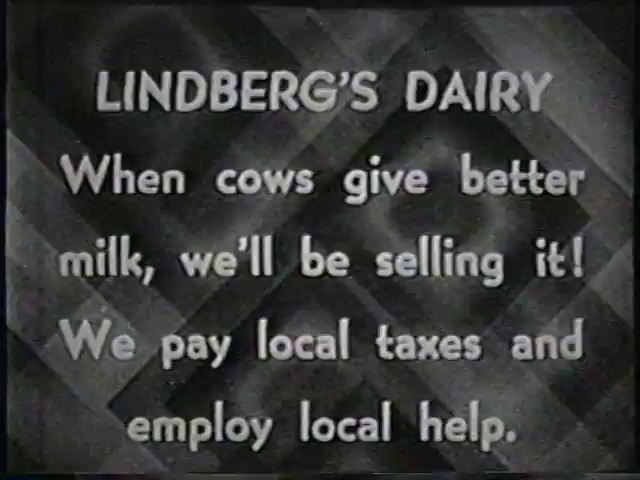 LINDBERG'S DAIRY
When cows give better
milk, we'll be selling it!
We pay local taxes and
employ local help.